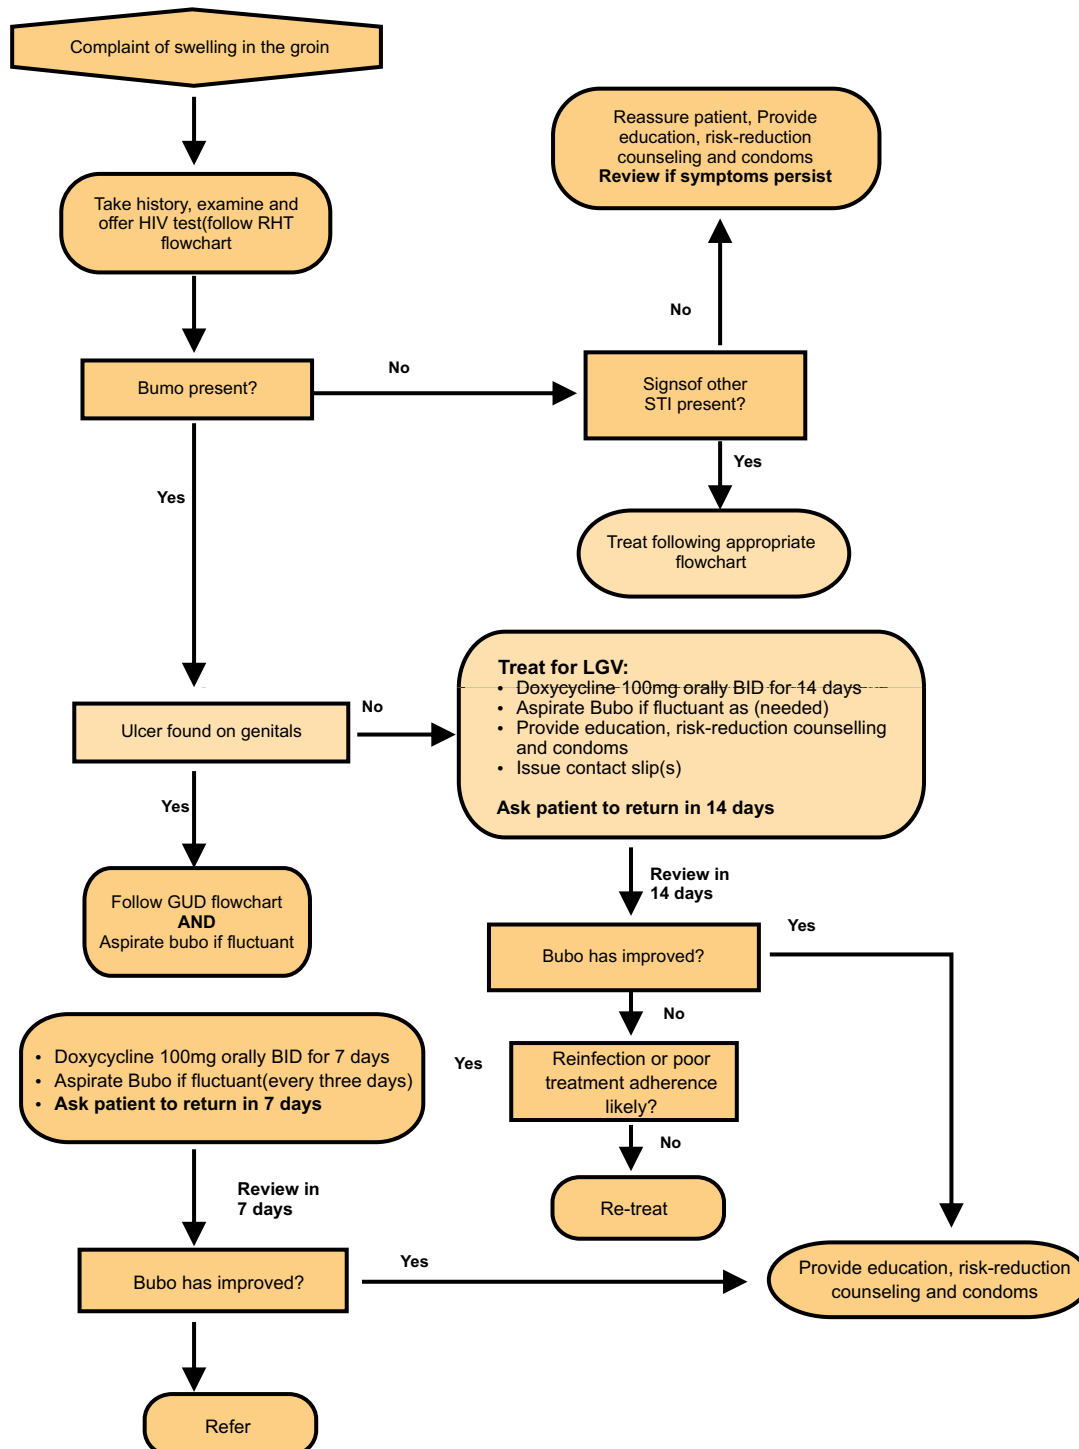 Complaint of swelling in the groin
Reassure patient, Provide
education, risk-reduction
counseling and condoms
Review if symptoms persist
Take history, examine and
offer HIV test(follow RHT
flowchart
No
Bumo present?
No
Signsof other
STI present?
Yes
Yes
Treat following appropriate
flowchart
Treat for LGV:
• Doxycycline 100mg orally BID for 14 days
• Aspirate Bubo if fluctuant as (needed)
• Provide education, risk-reduction counselling
and condoms
• Issue contact slip(s)
Ask patient to return in 14 days
No
Ulcer found on genitals
Yes
Follow GUD flowchart
AND
Aspirate bubo if fluctuant
Review in
14 days
Bubo has improved?
Yes
No
Yes
Reinfection or poor
treatment adherence
likely?
No
Re-treat
• Doxycycline 100mg orally BID for 7 days
• Aspirate Bubo if fluctuant(every three days)
• Ask patient to return in 7 days
Review in
7 days
Bubo has improved?
Yes
Provide education, risk-reduction
counseling and condoms
Refer